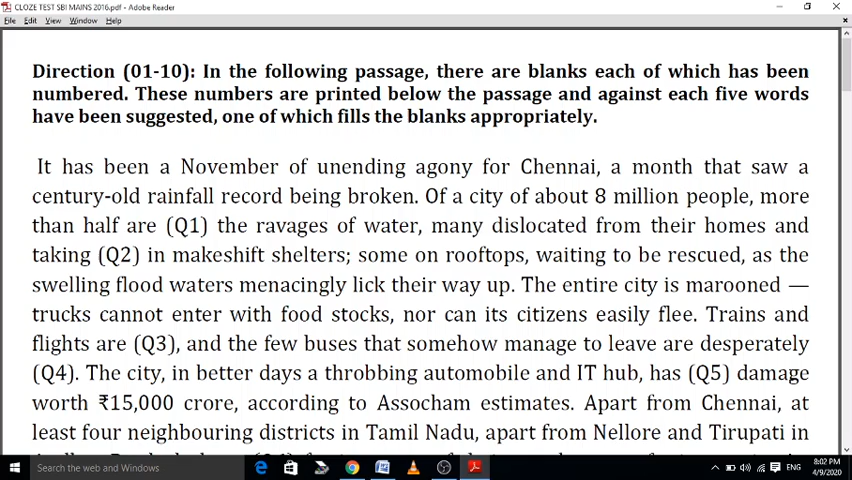 CLOZE TEST SBI MAINS 2016.pdf - Adobe Reader
File Edit View Window Help
Direction (01-10): In the following passage, there are blanks each of which has been
numbered. These numbers are printed below the passage and against each five words
have been suggested, one of which fills the blanks appropriately.
It has been a November of unending agony for Chennai, a month that saw a
century-old rainfall record being broken. Of a city of about 8 million people, more
than half are (Q1) the ravages of water, many dislocated from their homes and
taking (Q2) in makeshift shelters; some on rooftops, waiting to be rescued, as the
swelling flood waters menacingly lick their way up. The entire city is marooned —
trucks cannot enter with food stocks, nor can its citizens easily flee. Trains and
flights are (Q3), and the few buses that somehow manage to leave are desperately
(Q4). The city, in better days a throbbing automobile and IT hub, has (Q5) damage
worth ₹15,000 crore, according to Assocham estimates. Apart from Chennai, at
least four neighbouring districts in Tamil Nadu, apart from Nellore and Tirupati in
Search the web and Windows
ENG
8:02 PM
4/9/2020